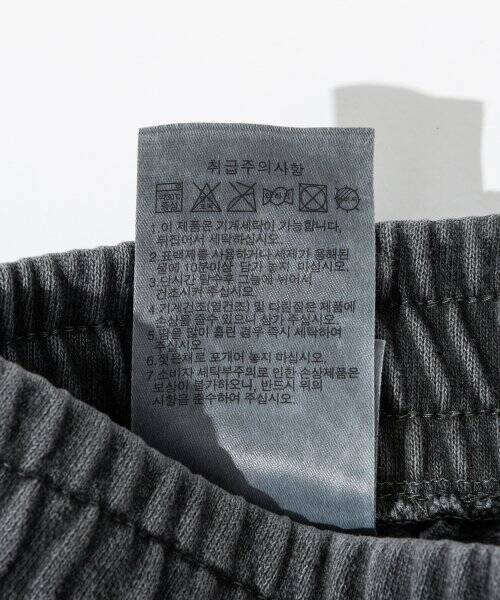 취급주의사항
1.이 제품은 기계세탁이 가능합니다,
뒤집어서 세탁하십시오.
2.표백제를 사용하거나 세제가 용해된
물에 10분이상 담가 놓지 마십시오.
3.단시간 탈수후 그늘에 뉘어서
건조시켜 주십시오.
4.기계건조(열건조) 및 다림질은 제품에
손상을 줄수 있으니 삼가 주십시오.
5.땀을 많이 흘린 경우 즉시 세탁하여
주십시오.
6.젖은채로 포개어 놓지 마십시오.
7.소비자 세탁부주의로 인한 손상제품은
보상이 불가하오니, 반드시 위의
사항을 준수하여 주십시오.